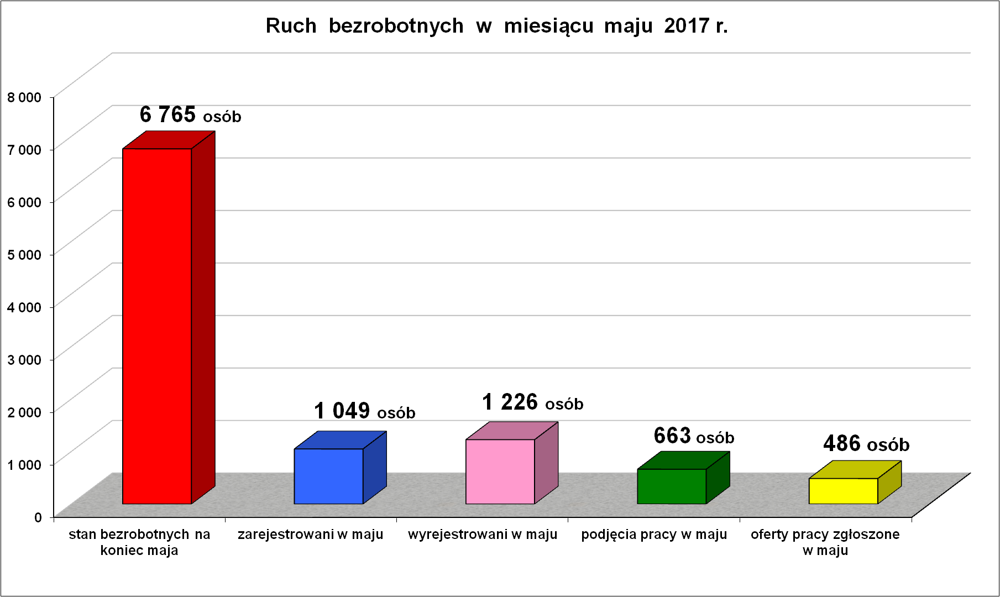 Ruch bezrobotnych w miesiącu maju 2017 r.
8 000
7 000
6 000
5 000
4 000
3 000
2 000
1 000
0
6 765 osób
1 049 osób
1 226 osób
663 osób
486 osób
stan bezrobotnych na
koniec maja
zarejestrowani w maju
wyrejestrowani w maju
podjęcia pracy w maju
oferty pracy zgłoszone
w maju